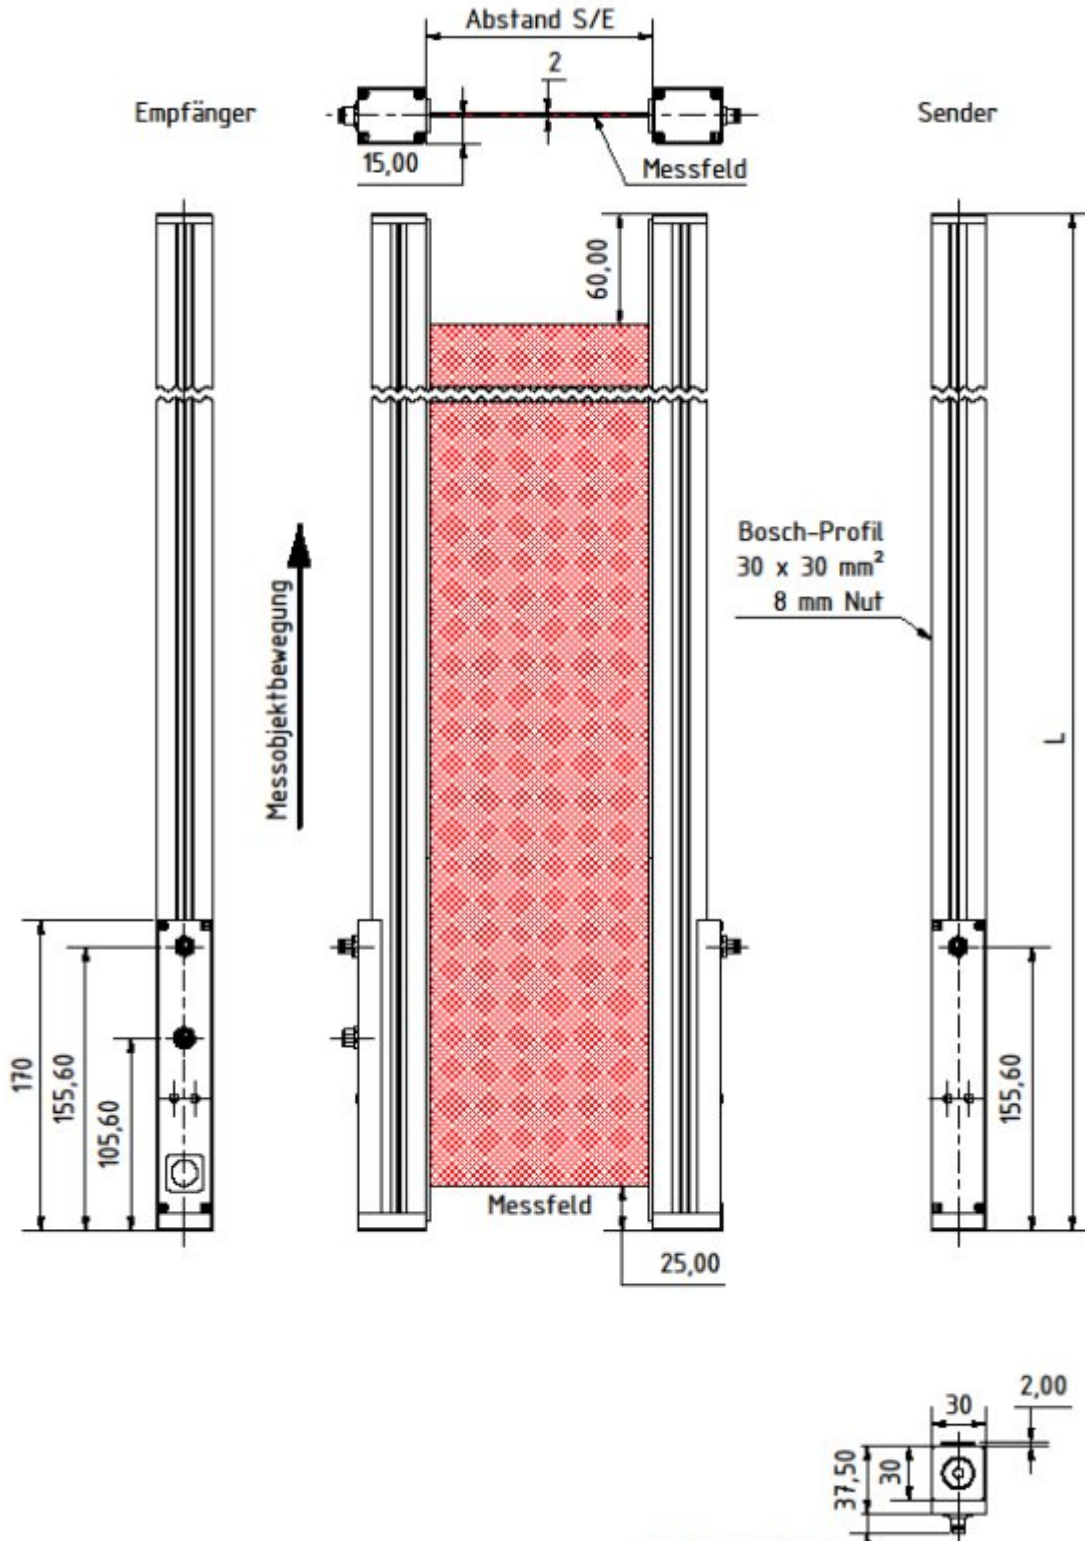 Abstand S/E
2
Empfänger
Sender
15,00
Messfeld
60,00
Bosch-Profil
30 x 30 mm²
8 mm Nut
Messobjektbewegung
L
170
155,60
105,60
155,60
Messfeld
25,00
2,00
30
37,50
30